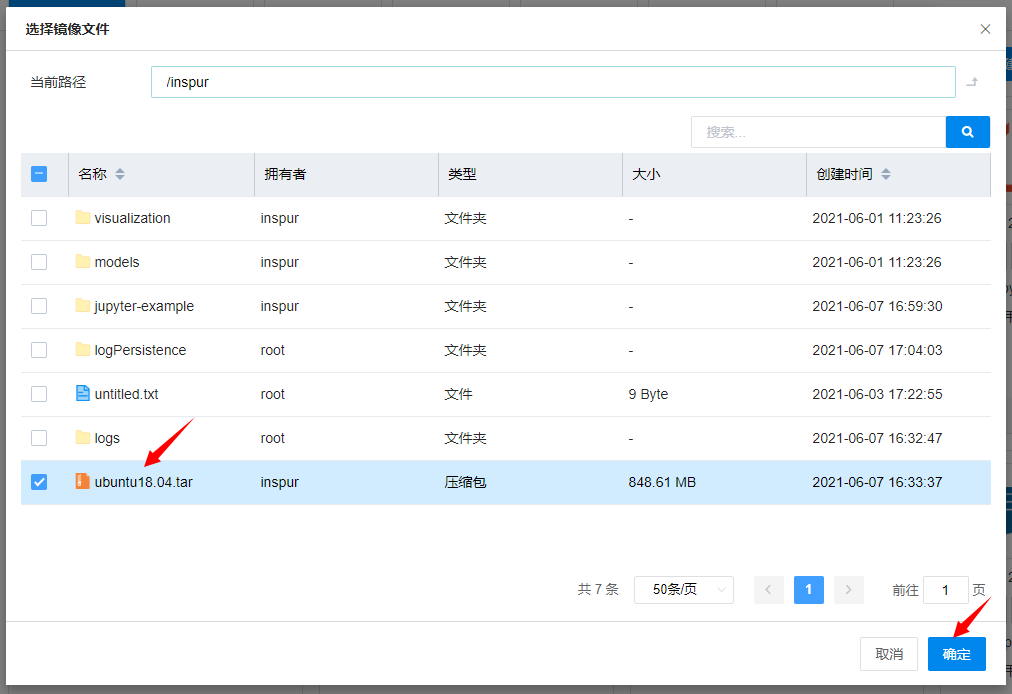 选择镜像文件
当前路径 /inspur
搜索...
名称 拥有者 类型 大小 创建时间
visualization inspur 文件夹 - 2021-06-01 11:23:26
models inspur 文件夹 - 2021-06-01 11:23:26
jupyter-example inspur 文件夹 - 2021-06-07 16:59:30
logPersistence root 文件夹 - 2021-06-07 17:04:03
untitled.txt root 文件 9 Byte 2021-06-03 17:22:55
logs root 文件夹 - 2021-06-07 16:32:47
ubuntu18.04.tar inspur 压缩包 848.61 MB 2021-06-07 16:33:37
共 7 条 50条/页 1 前往 1 页
取消 确定